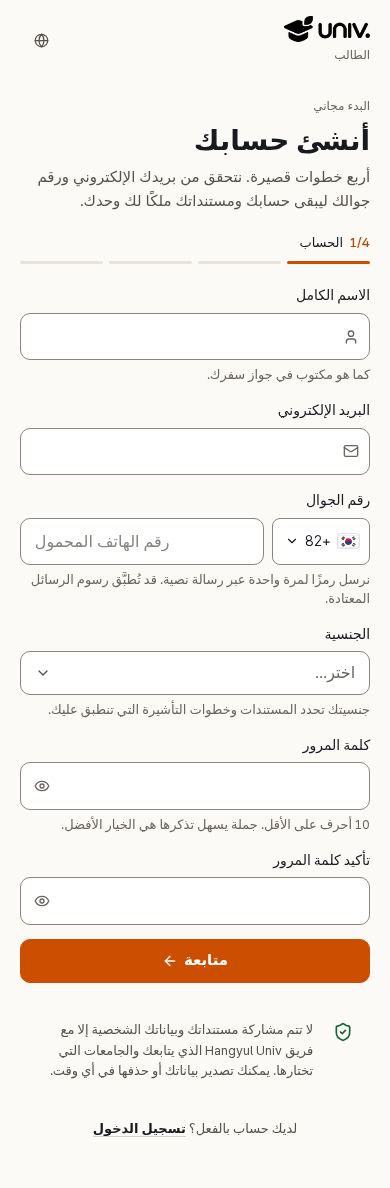 UNIV.
الطالب
البدء مجاني
أنشئ حسابك
أربع خطوات قصيرة. نتحقق من بريدك الإلكتروني ورقم
جوالك ليبقى حسابك ومستنداتك ملكًا لك وحدك.
1/4 الحساب
الاسم الكامل
كما هو مكتوب في جواز سفرك.
البريد الإلكتروني
رقم الجوال
+82
رقم الهاتف المحمول
نرسل رمزًا لمرة واحدة عبر رسالة نصية. قد تُطبَّق رسوم الرسائل
المعتادة.
الجنسية
اختر...
جنسيتك تحدد المستندات وخطوات التأشيرة التي تنطبق عليك.
كلمة المرور
10 أحرف على الأقل. جملة يسهل تذكرها هي الخيار الأفضل.
تأكيد كلمة المرور
متابعة
لا تتم مشاركة مستنداتك وبياناتك الشخصية إلا مع
فريق Hangyul Univ الذي يتابعك والجامعات التي
تختارها. يمكنك تصدير بياناتك أو حذفها في أي وقت.
لديك حساب بالفعل؟ تسجيل الدخول